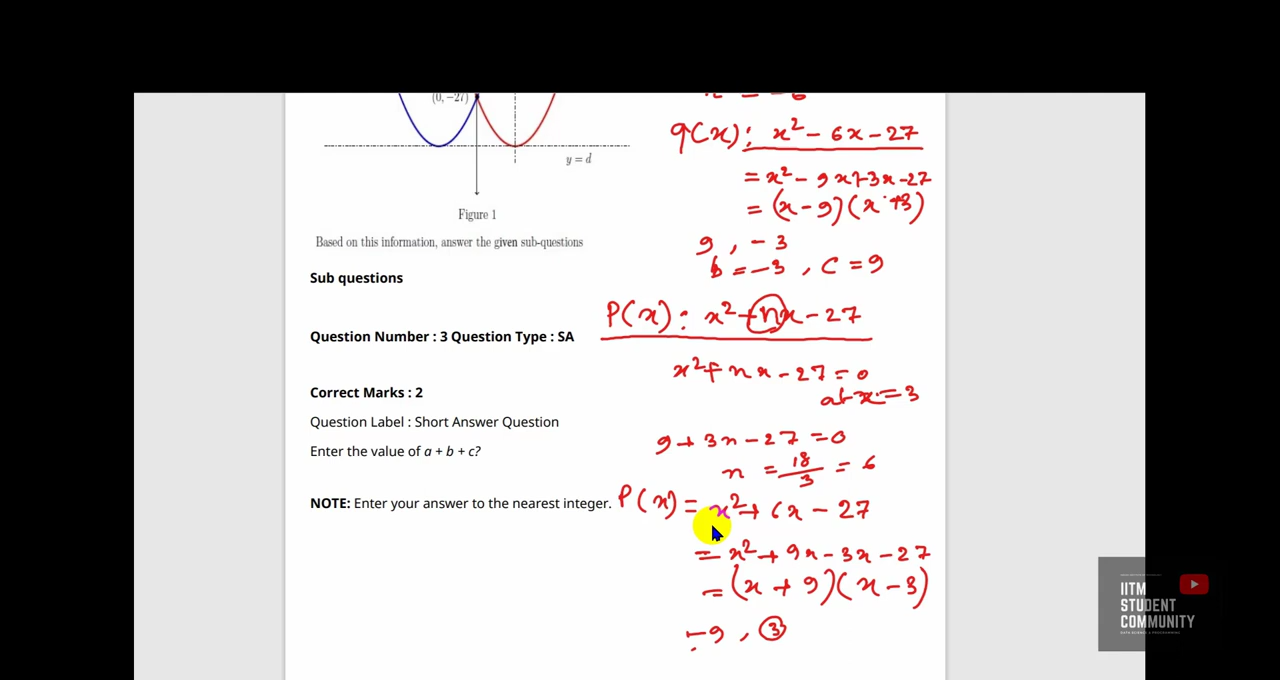 (0, −27)
y = d
Figure 1
Based on this information, answer the given sub-questions
Sub questions
Question Number : 3 Question Type : SA
Correct Marks : 2
Question Label : Short Answer Question
Enter the value of a + b + c?
NOTE: Enter your answer to the nearest integer.
= −6
q(x): x² − 6x − 27
= x² − 9x + 3x − 27
= (x − 9)(x + 3)
9 , −3
b = −3 , c = 9
P(x): x² + nx − 27
x² + nx − 27 = 0
at x = 3
9 + 3n − 27 = 0
n = 18/3 = 6
P(x) = x² + 6x − 27
= x² + 9x − 3x − 27
= (x + 9)(x − 3)
−9 , 3
IITM
STUDENT
COMMUNITY